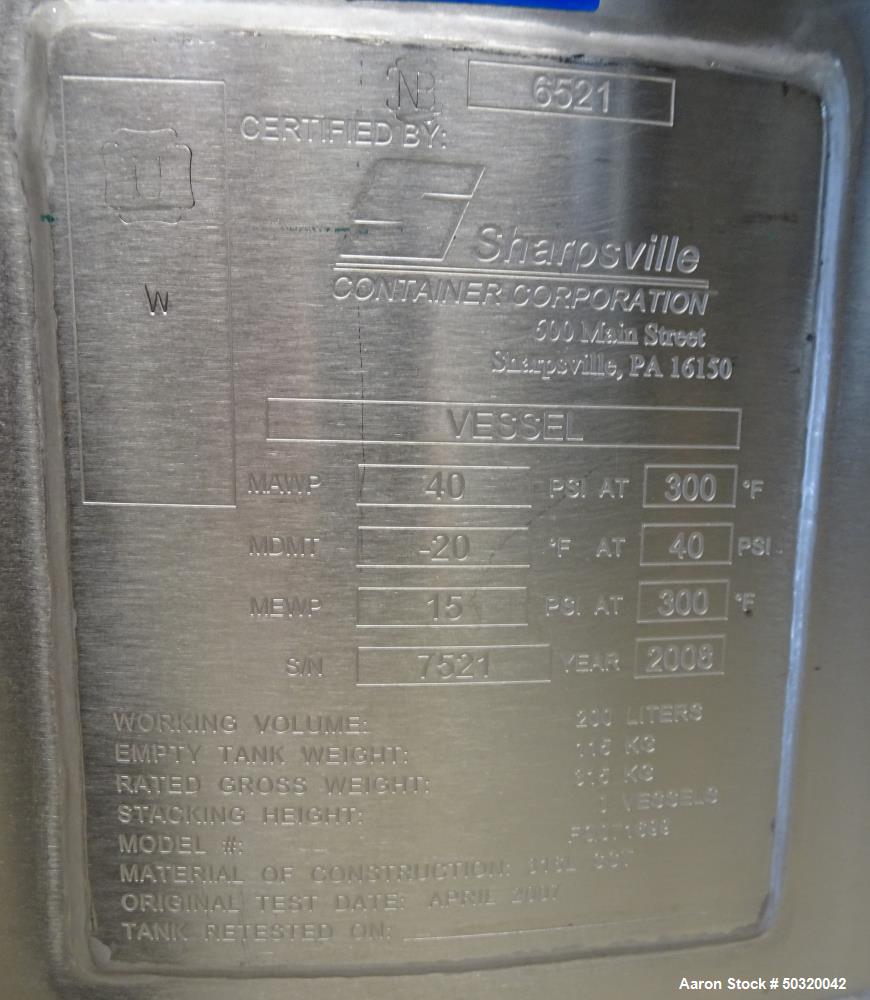 NB 6521
CERTIFIED BY:
U
W
S Sharpsville
CONTAINER CORPORATION
600 Main Street
Sharpsville, PA 16150
VESSEL
MAWP 40 PSI AT 300 °F
MDMT -20 °F AT 40 PSI
MEWP 15 PSI AT 300 °F
S/N 7521 YEAR 2008
WORKING VOLUME: 200 LITERS
EMPTY TANK WEIGHT: KG
RATED GROSS WEIGHT: KG
STACKING HEIGHT: VESSELS
MODEL #:
MATERIAL OF CONSTRUCTION: 316L
ORIGINAL TEST DATE: APRIL 2007
TANK RETESTED ON:
Aaron Stock # 50320042